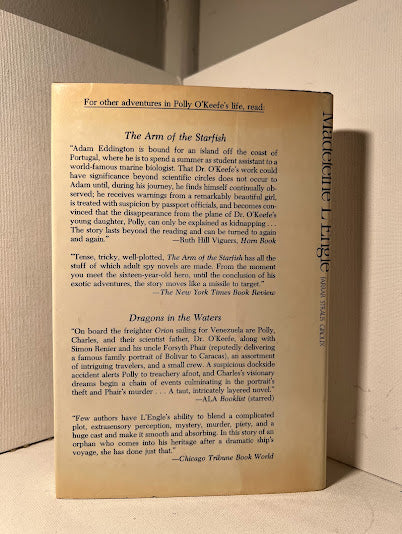 For other adventures in Polly O'Keefe's life, read:
The Arm of the Starfish
"Adam Eddington is bound for an island off the coast of
Portugal, where he is to spend a summer as student assistant to a
world-famous marine biologist. That Dr. O'Keefe's work could
have significance beyond scientific circles does not occur to
Adam until, during his journey, he finds himself continually ob-
served; he receives warnings from a remarkably beautiful girl,
is treated with suspicion by passport officials, and becomes con-
vinced that the disappearance from the plane of Dr. O'Keefe's
young daughter, Polly, can only be explained as kidnapping . . .
The story lasts beyond the reading and can be turned to again
and again." —Ruth Hill Viguers, Horn Book
"Tense, tricky, well-plotted, The Arm of the Starfish has all the
stuff of which adult spy novels are made. From the moment
you meet the sixteen-year-old hero, until the conclusion of his
exotic adventures, the story moves like a missile to target."
—The New York Times Book Review
Dragons in the Waters
"On board the freighter Orion sailing for Venezuela are Polly,
Charles, and their scientist father, Dr. O'Keefe, along with
Simon Renier and his uncle Forsyth Phair (reputedly delivering
a famous family portrait of Bolivar to Caracas), an assortment
of intriguing travelers, and a small crew. A suspicious dockside
accident alerts Polly to treachery afoot, and Charles's visionary
dreams begin a chain of events culminating in the portrait's
theft and Phair's murder . . . A taut, intricately layered novel."
—ALA Booklist (starred)
"Few authors have L'Engle's ability to blend a complicated
plot, extrasensory perception, mystery, murder, piety, and a
huge cast and make it smooth and absorbing. In this story of an
orphan who comes into his heritage after a dramatic ship's
voyage, she has done just that."
—Chicago Tribune Book World
Madeleine L'Engle
FARRAR STRAUS GIROUX